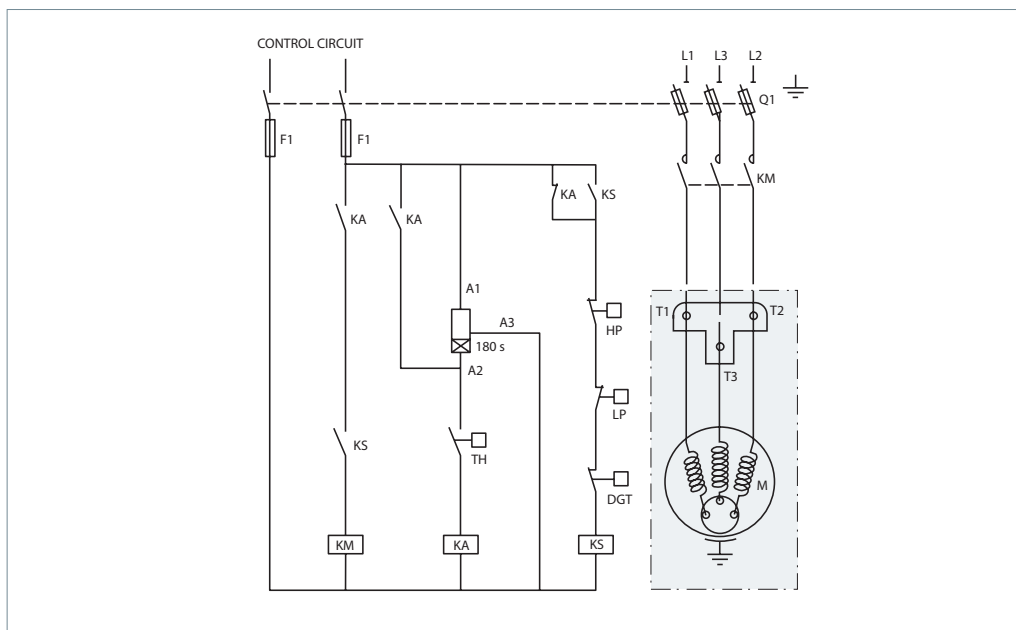 CONTROL CIRCUIT
L1 L3 L2
Q1
F1 F1
KA KS
KM
KA KA
A1
T1 T2
A3
HP
180 s
A2
T3
LP
KS
TH
M
DGT
KM KA KS